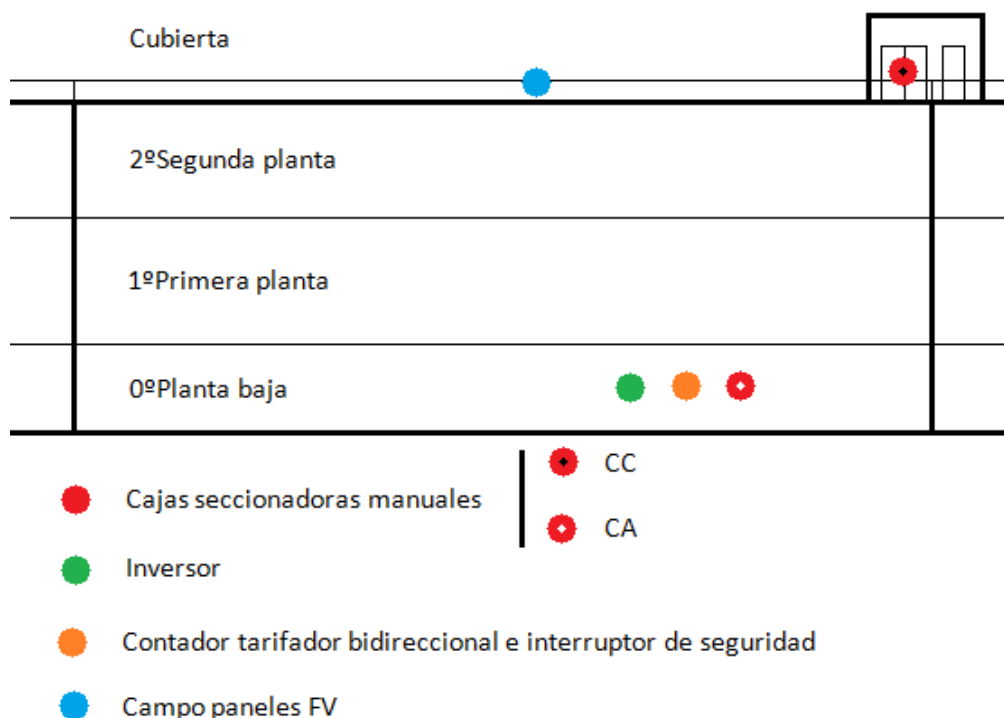 Cubierta
2ºSegunda planta
1ºPrimera planta
0ºPlanta baja
CC
Cajas seccionadoras manuales
CA
Inversor
Contador tarifador bidireccional e interruptor de seguridad
Campo paneles FV